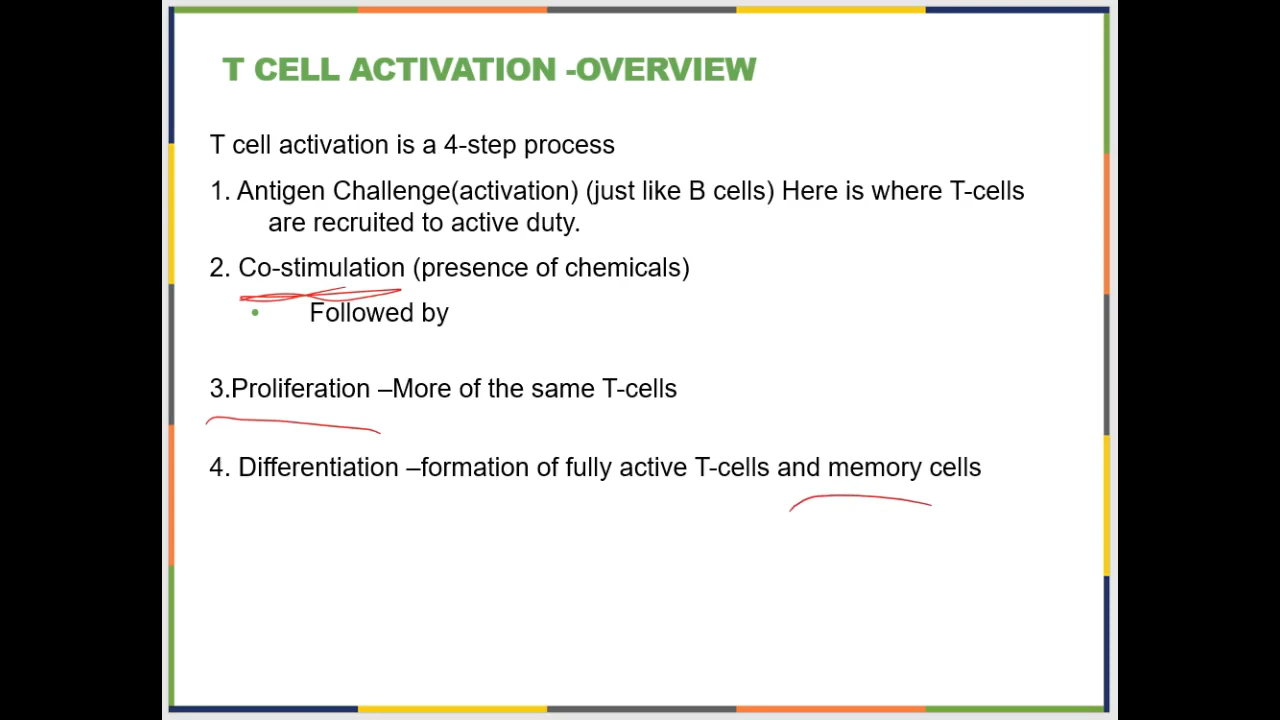 T CELL ACTIVATION -OVERVIEW
T cell activation is a 4-step process
1. Antigen Challenge(activation) (just like B cells) Here is where T-cells
are recruited to active duty.
2. Co-stimulation (presence of chemicals)
• Followed by
3.Proliferation –More of the same T-cells
4. Differentiation –formation of fully active T-cells and memory cells